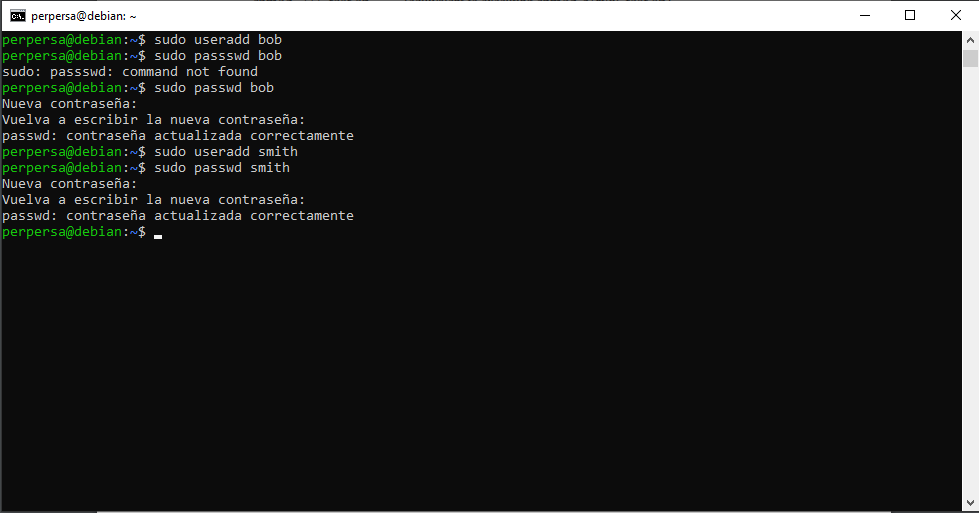 perpersa@debian: ~
perpersa@debian:~$ sudo useradd bob
perpersa@debian:~$ sudo passswd bob
sudo: passswd: command not found
perpersa@debian:~$ sudo passwd bob
Nueva contraseña:
Vuelva a escribir la nueva contraseña:
passwd: contraseña actualizada correctamente
perpersa@debian:~$ sudo useradd smith
perpersa@debian:~$ sudo passwd smith
Nueva contraseña:
Vuelva a escribir la nueva contraseña:
passwd: contraseña actualizada correctamente
perpersa@debian:~$